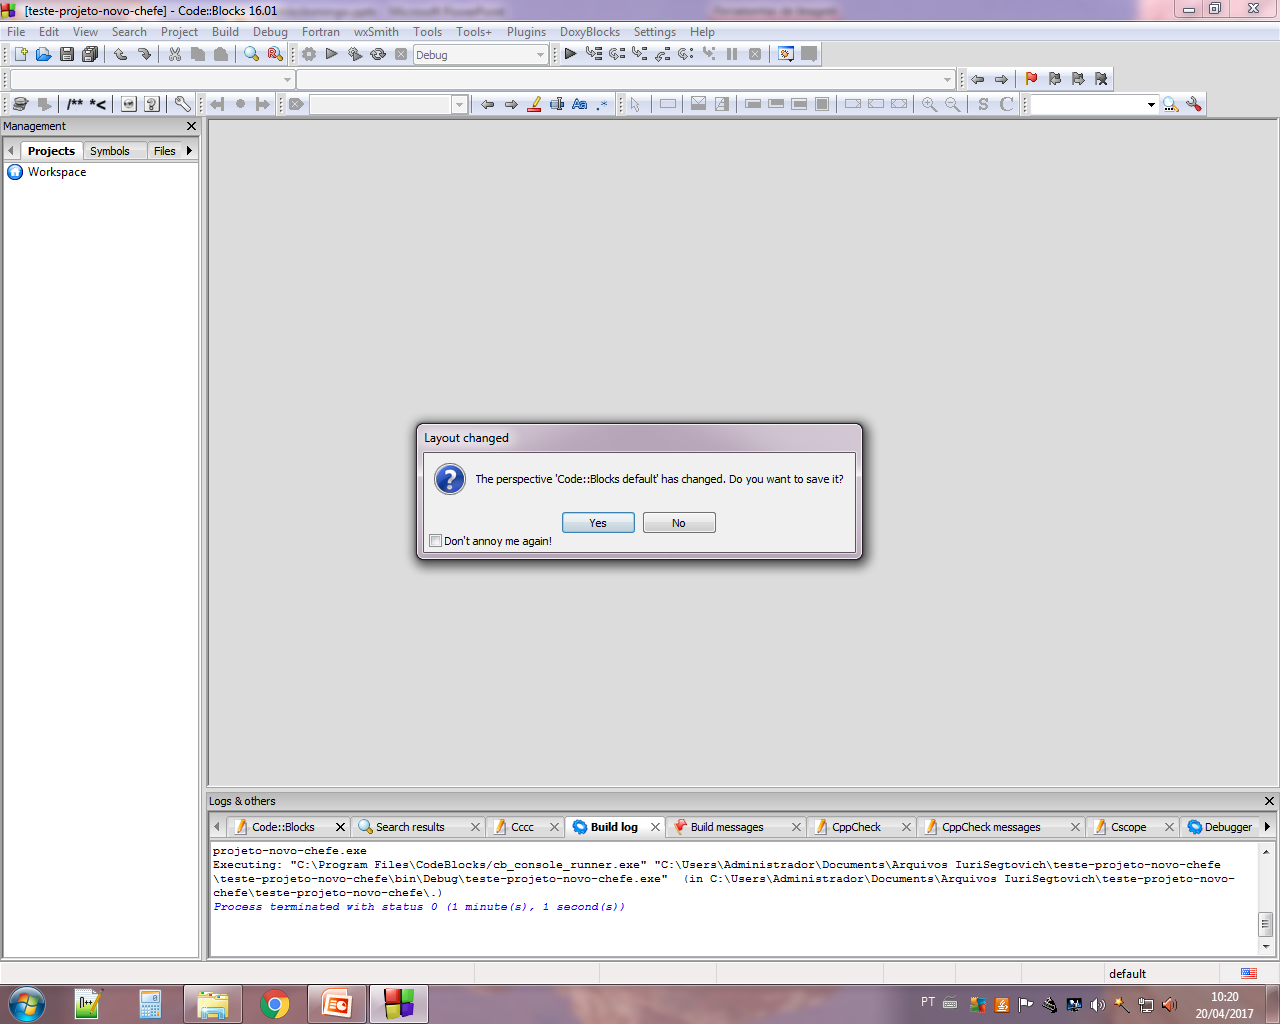 [teste-projeto-novo-chefe] - Code::Blocks 16.01
File Edit View Search Project Build Debug Fortran wxSmith Tools Tools+ Plugins DoxyBlocks Settings Help
Debug
/** *<
Aa .*
S C
Management
Projects Symbols Files
Workspace
Layout changed
The perspective 'Code::Blocks default' has changed. Do you want to save it?
Yes No
Don't annoy me again!
Logs & others
Code::Blocks Search results Cccc Build log Build messages CppCheck CppCheck messages Cscope Debugger
projeto-novo-chefe.exe
Executing: "C:\Program Files\CodeBlocks/cb_console_runner.exe" "C:\Users\Administrador\Documents\Arquivos IuriSegtovich\teste-projeto-novo-chefe
\teste-projeto-novo-chefe\bin\Debug\teste-projeto-novo-chefe.exe"  (in C:\Users\Administrador\Documents\Arquivos IuriSegtovich\teste-projeto-novo-
chefe\teste-projeto-novo-chefe\.)
Process terminated with status 0 (1 minute(s), 1 second(s))
default
PT
10:20
20/04/2017